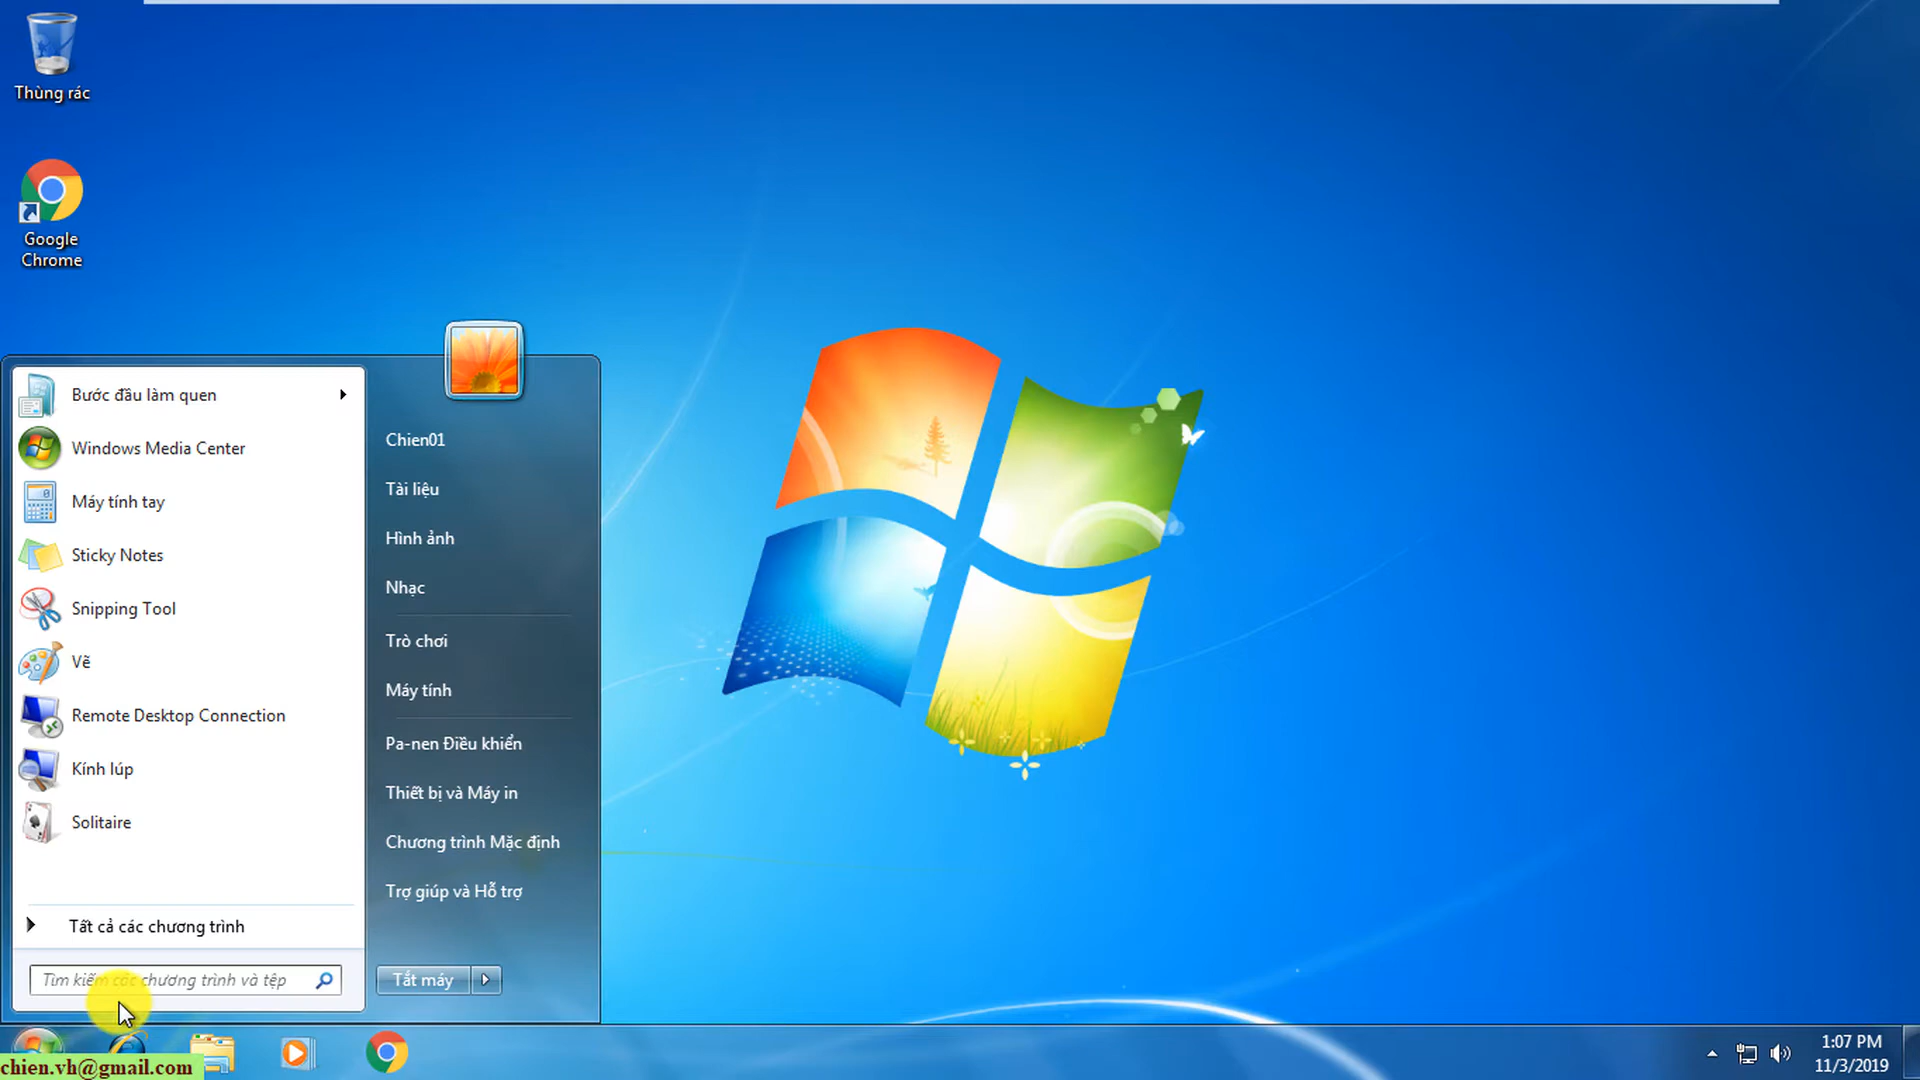 Thùng rác
Google
Chrome
Bước đầu làm quen
Windows Media Center
Máy tính tay
Sticky Notes
Snipping Tool
Vẽ
Remote Desktop Connection
Kính lúp
Solitaire
Tất cả các chương trình
Tìm kiếm các chương trình và tệp
Chien01
Tài liệu
Hình ảnh
Nhạc
Trò chơi
Máy tính
Pa-nen Điều khiển
Thiết bị và Máy in
Chương trình Mặc định
Trợ giúp và Hỗ trợ
Tắt máy
chien.vh@gmail.com
1:07 PM
11/3/2019